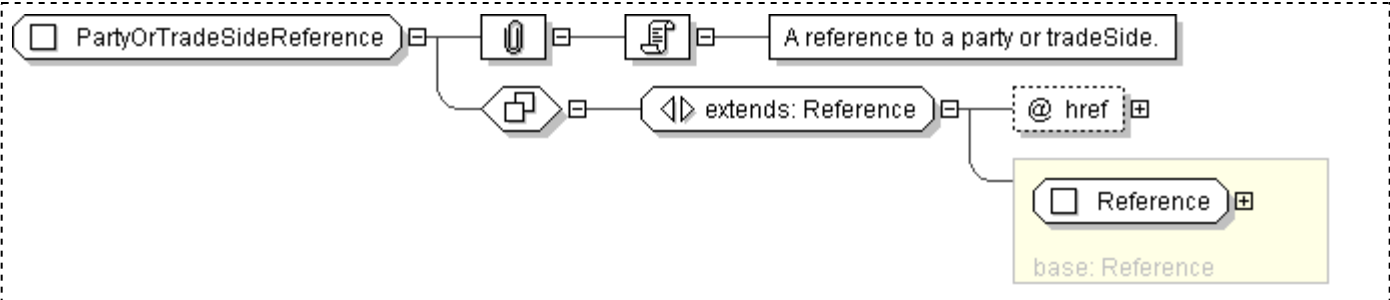 PartyOrTradeSideReference
A reference to a party or tradeSide.
extends: Reference
@ href
Reference
base: Reference